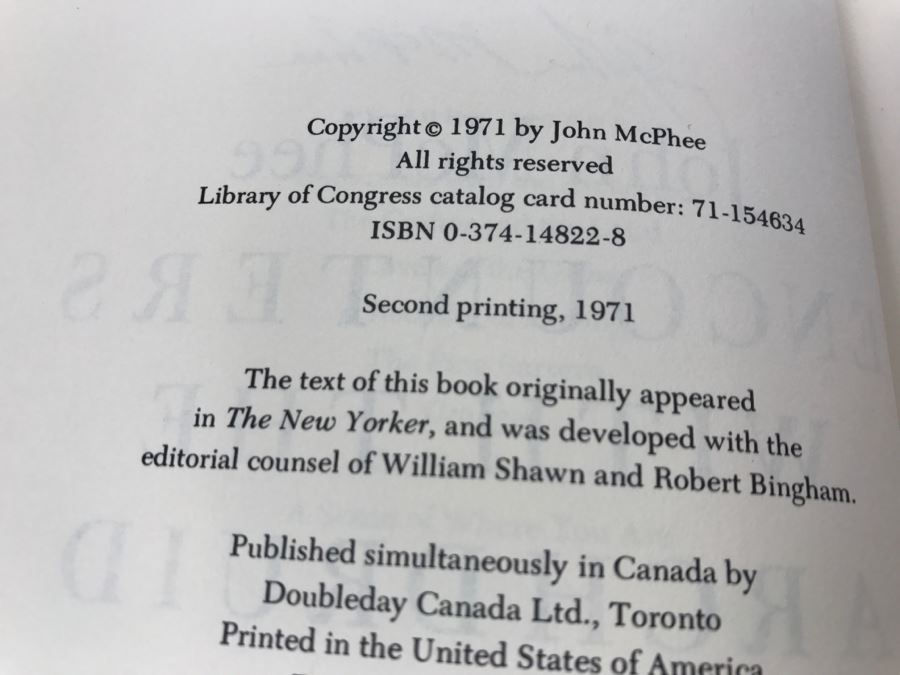 Copyright © 1971 by John McPhee
All rights reserved
Library of Congress catalog card number: 71-154634
ISBN 0-374-14822-8
Second printing, 1971
The text of this book originally appeared
in The New Yorker, and was developed with the
editorial counsel of William Shawn and Robert Bingham.
Published simultaneously in Canada by
Doubleday Canada Ltd., Toronto
Printed in the United States of America